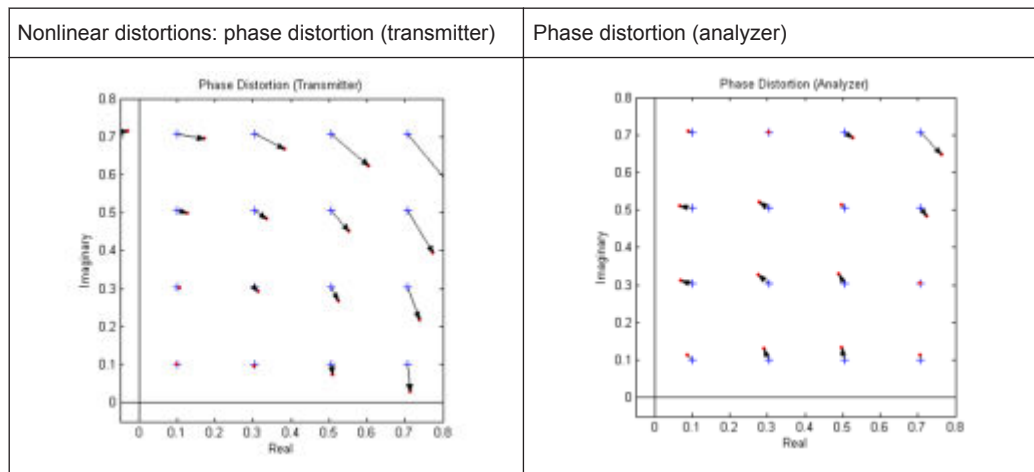 Nonlinear distortions: phase distortion (transmitter)
Phase distortion (analyzer)
Phase Distortion (Transmitter)
0.8
0.7
0.6
0.5
0.4
0.3
0.2
0.1
0
Imaginary
0 0.1 0.2 0.3 0.4 0.5 0.6 0.7 0.8
Real
Phase Distortion (Analyzer)
0.8
0.7
0.6
0.5
0.4
0.3
0.2
0.1
0
Imaginary
0 0.1 0.2 0.3 0.4 0.5 0.6 0.7 0.8
Real